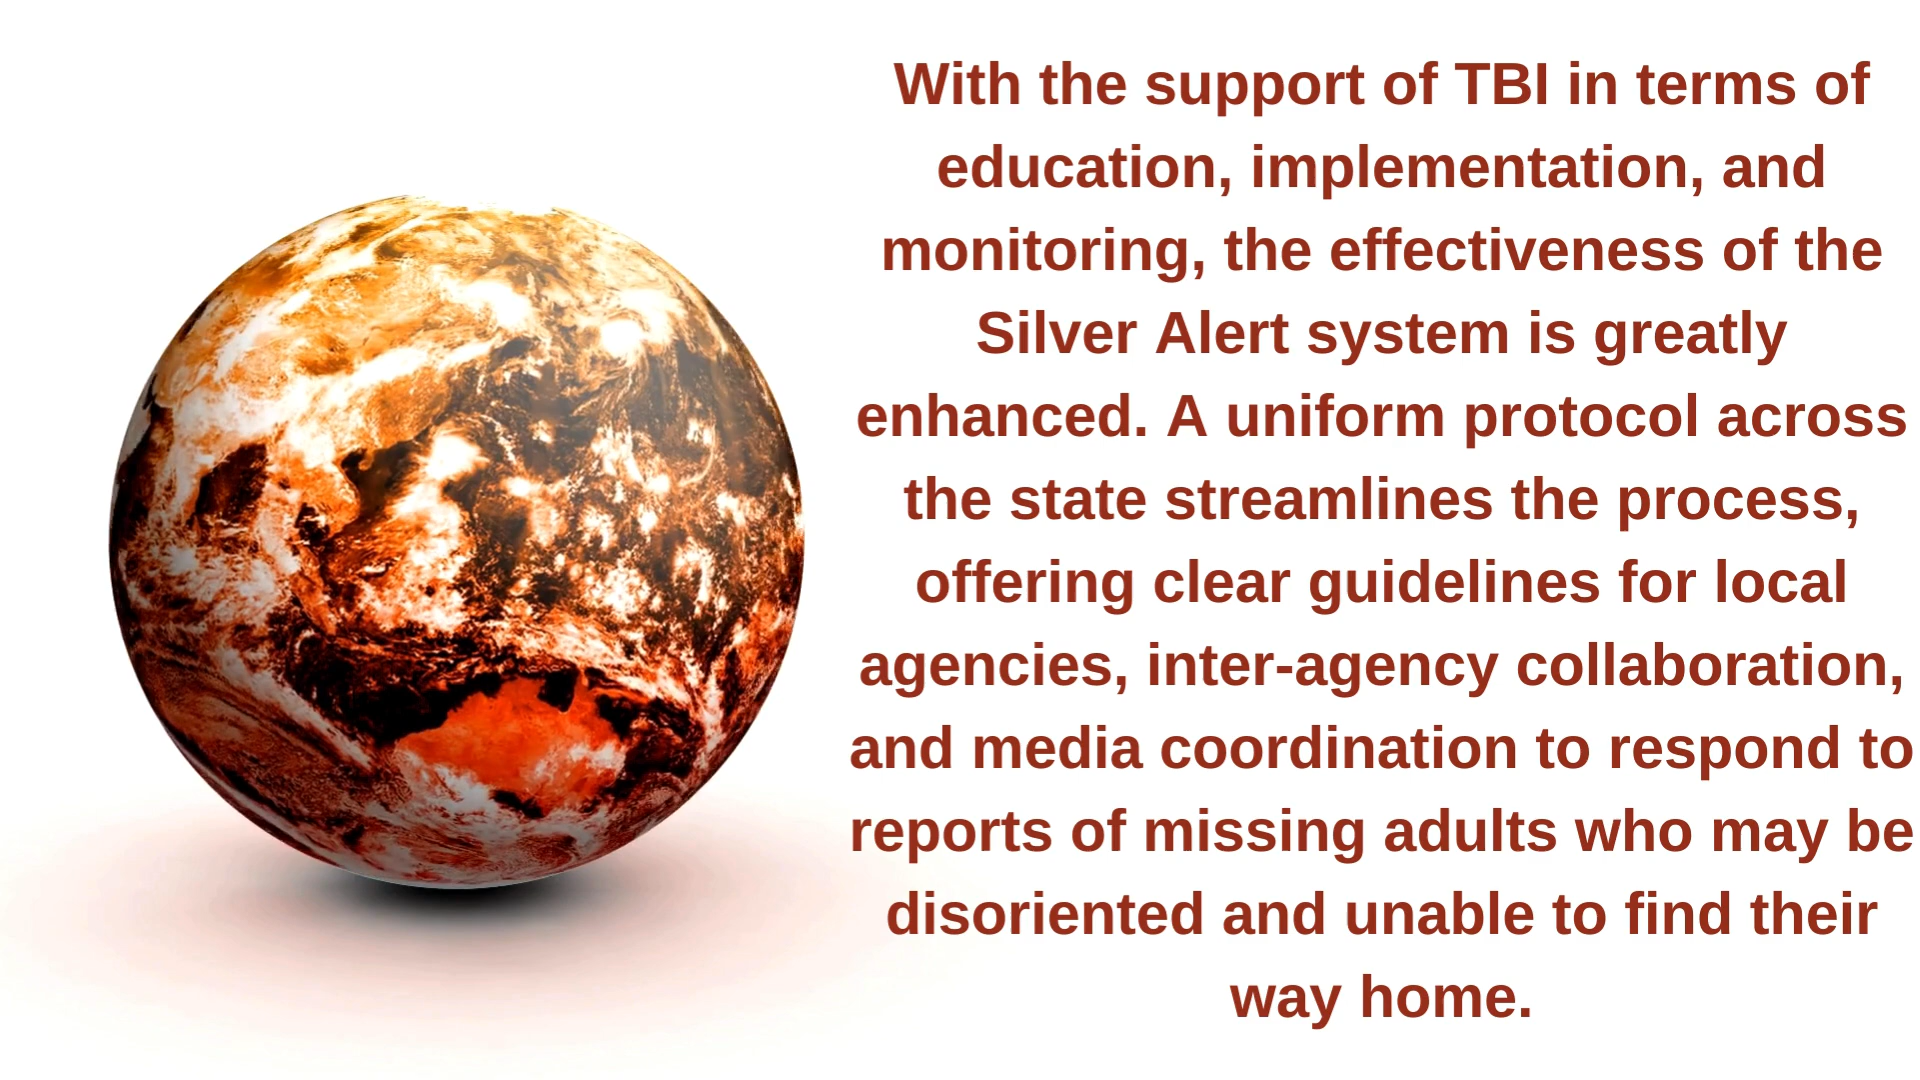 With the support of TBI in terms of
education, implementation, and
monitoring, the effectiveness of the
Silver Alert system is greatly
enhanced. A uniform protocol across
the state streamlines the process,
offering clear guidelines for local
agencies, inter-agency collaboration,
and media coordination to respond to
reports of missing adults who may be
disoriented and unable to find their
way home.